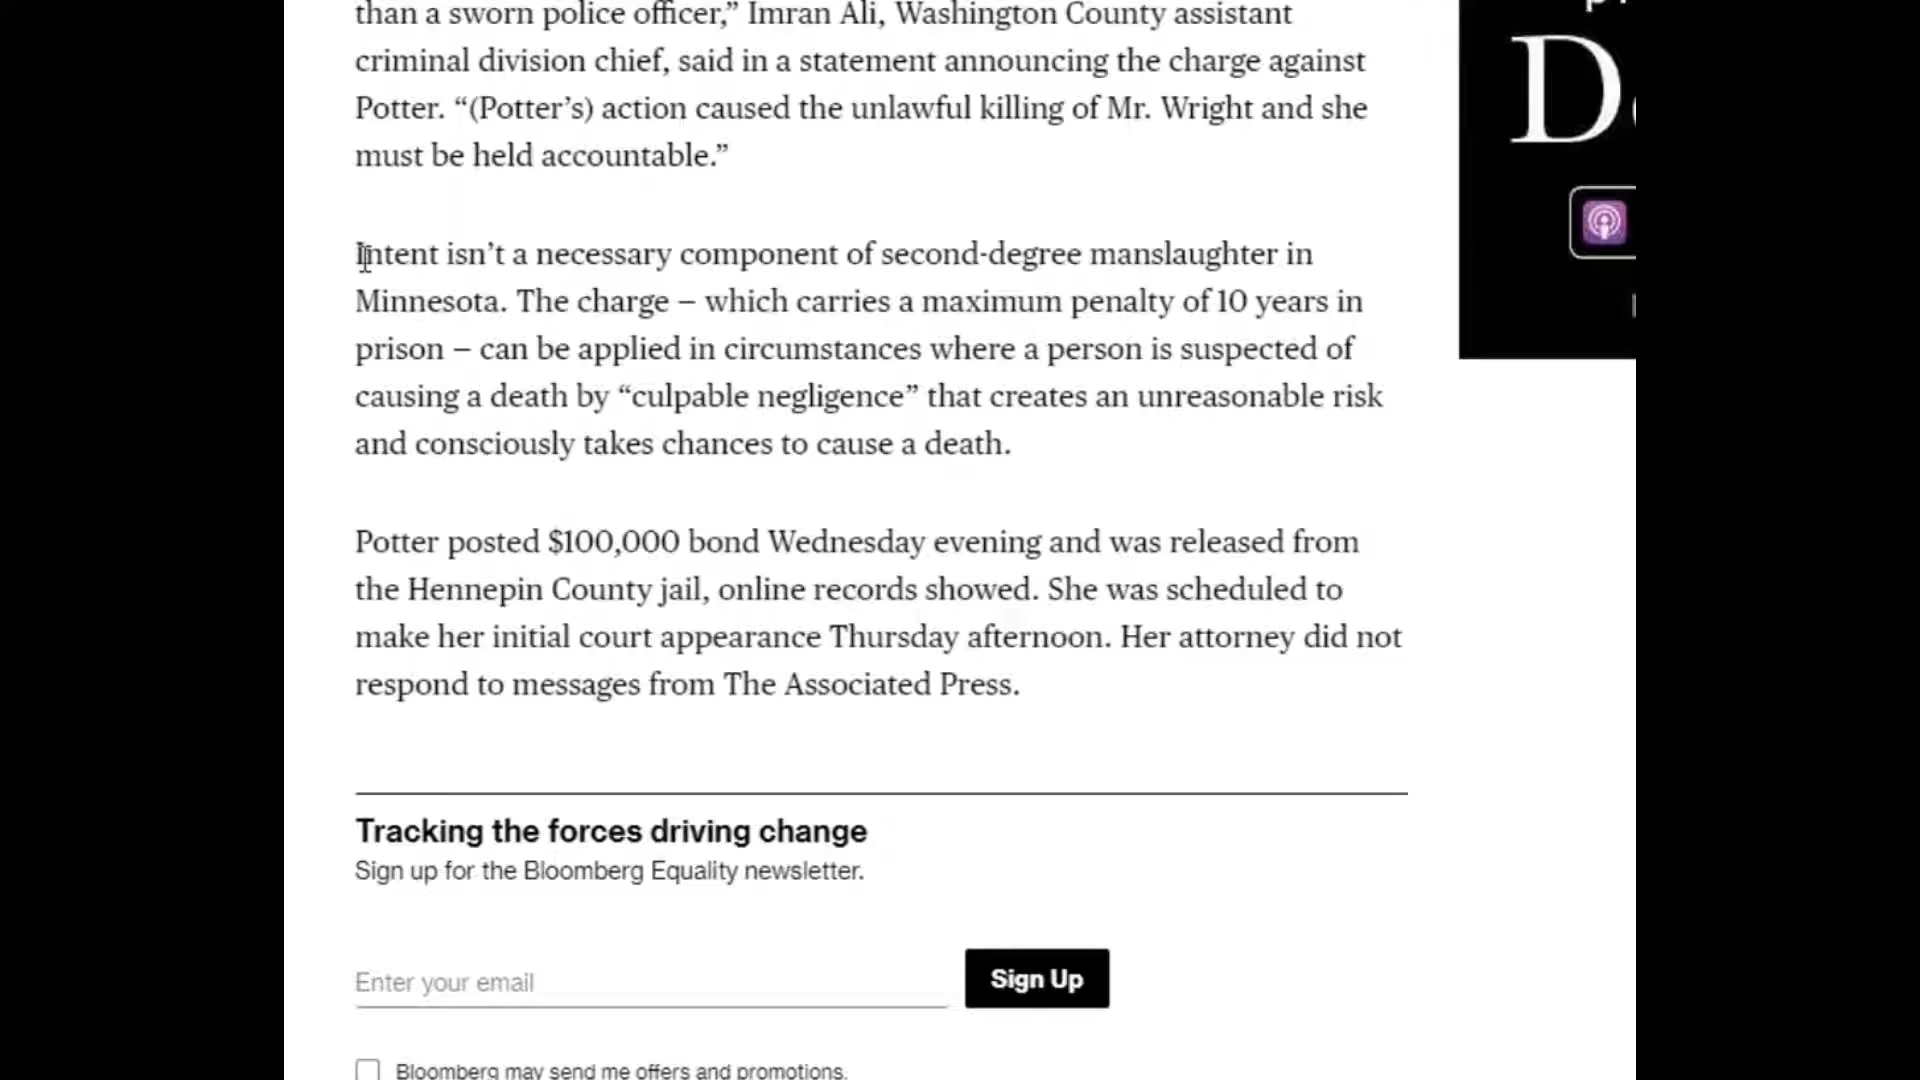 than a sworn police officer,” Imran Ali, Washington County assistant
criminal division chief, said in a statement announcing the charge against
Potter. “(Potter’s) action caused the unlawful killing of Mr. Wright and she
must be held accountable.”
Intent isn’t a necessary component of second-degree manslaughter in
Minnesota. The charge – which carries a maximum penalty of 10 years in
prison – can be applied in circumstances where a person is suspected of
causing a death by “culpable negligence” that creates an unreasonable risk
and consciously takes chances to cause a death.
Potter posted $100,000 bond Wednesday evening and was released from
the Hennepin County jail, online records showed. She was scheduled to
make her initial court appearance Thursday afternoon. Her attorney did not
respond to messages from The Associated Press.
Tracking the forces driving change
Sign up for the Bloomberg Equality newsletter.
Enter your email
Sign Up
Bloomberg may send me offers and promotions.